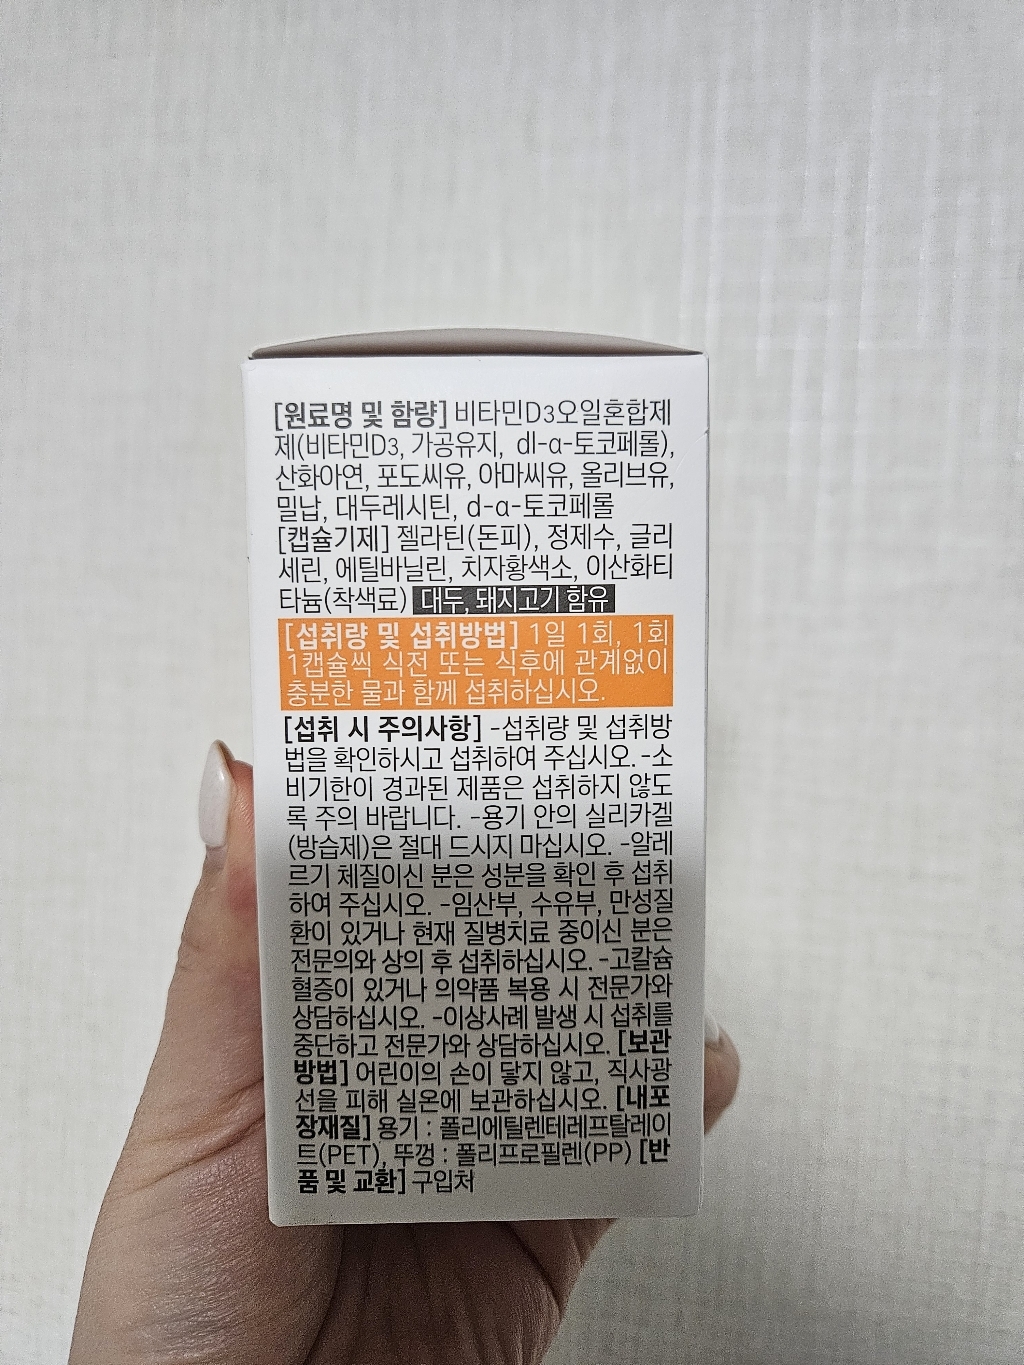 [원료명 및 함량] 비타민D3오일혼합제
제(비타민D3, 가공유지, dl-α-토코페롤),
산화아연, 포도씨유, 아마씨유, 올리브유,
밀납, 대두레시틴, d-α-토코페롤
[캡슐기제] 젤라틴(돈피), 정제수, 글리
세린, 에틸바닐린, 치자황색소, 이산화티
타늄(착색료) 대두, 돼지고기 함유
[섭취량 및 섭취방법] 1일 1회, 1회
1캡슐씩 식전 또는 식후에 관계없이
충분한 물과 함께 섭취하십시오.
[섭취 시 주의사항] -섭취량 및 섭취방
법을 확인하시고 섭취하여 주십시오. -소
비기한이 경과된 제품은 섭취하지 않도
록 주의 바랍니다. -용기 안의 실리카겔
(방습제)은 절대 드시지 마십시오. -알레
르기 체질이신 분은 성분을 확인 후 섭취
하여 주십시오. -임산부, 수유부, 만성질
환이 있거나 현재 질병치료 중이신 분은
전문의와 상의 후 섭취하십시오. -고칼슘
혈증이 있거나 의약품 복용 시 전문가와
상담하십시오. -이상사례 발생 시 섭취를
중단하고 전문가와 상담하십시오. [보관
방법] 어린이의 손이 닿지 않고, 직사광
선을 피해 실온에 보관하십시오. [내포
장재질] 용기 : 폴리에틸렌테레프탈레이
트(PET), 뚜껑 : 폴리프로필렌(PP) [반
품 및 교환] 구입처